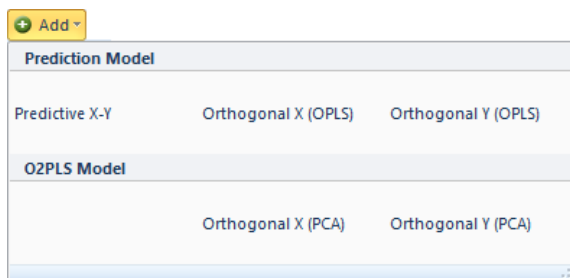 Add
Prediction Model
Predictive X-Y Orthogonal X (OPLS) Orthogonal Y (OPLS)
O2PLS Model
Orthogonal X (PCA) Orthogonal Y (PCA)